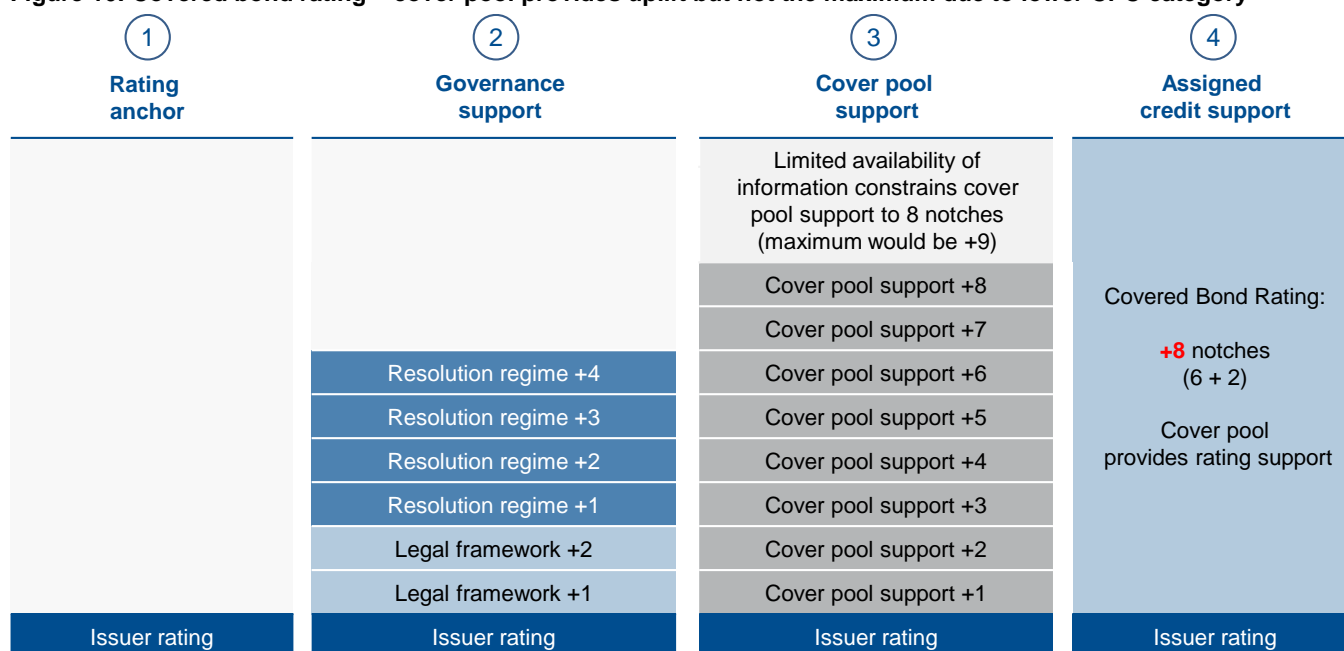 1
Rating
anchor
Issuer rating
2
Governance
support
Resolution regime +4
Resolution regime +3
Resolution regime +2
Resolution regime +1
Legal framework +2
Legal framework +1
Issuer rating
3
Cover pool
support
Limited availability of
information constrains cover
pool support to 8 notches
(maximum would be +9)
Cover pool support +8
Cover pool support +7
Cover pool support +6
Cover pool support +5
Cover pool support +4
Cover pool support +3
Cover pool support +2
Cover pool support +1
Issuer rating
4
Assigned
credit support
Covered Bond Rating:
+8 notches
(6 + 2)
Cover pool
provides rating support
Issuer rating